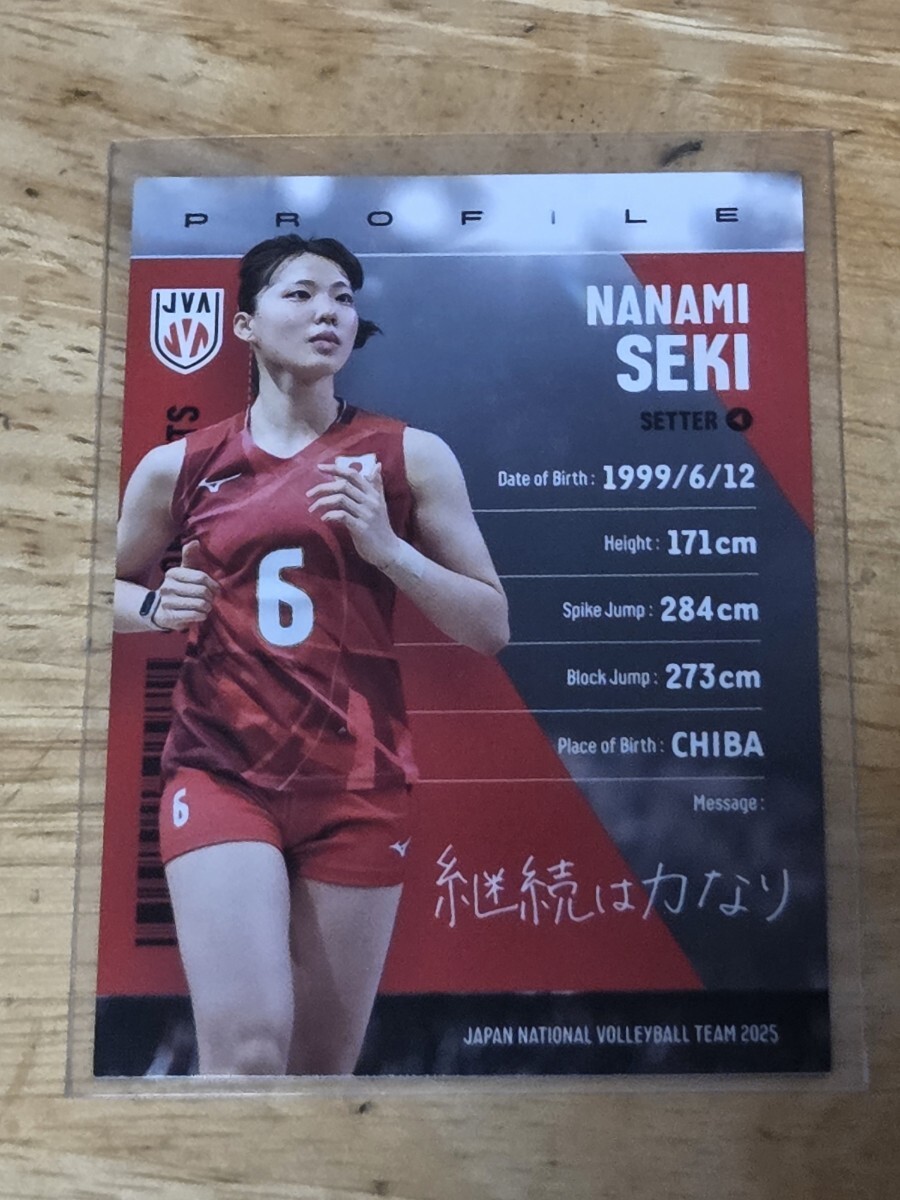 PROFILE
JVA
NANAMI
SEKI
SETTER
Date of Birth: 1999/6/12
Height: 171cm
Spike Jump: 284cm
Block Jump: 273cm
Place of Birth: CHIBA
Message:
継続は力なり
6
6
JAPAN NATIONAL VOLLEYBALL TEAM 2025